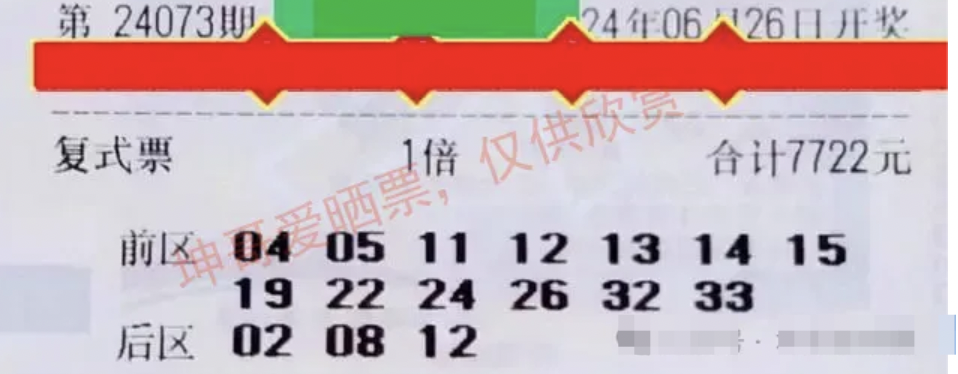 第 24073期 24年06月26日开奖
复式票 1倍 合计7722元
坤哥爱晒票，仅供欣赏
前区 04 05 11 12 13 14 15
19 22 24 26 32 33
后区 02 08 12